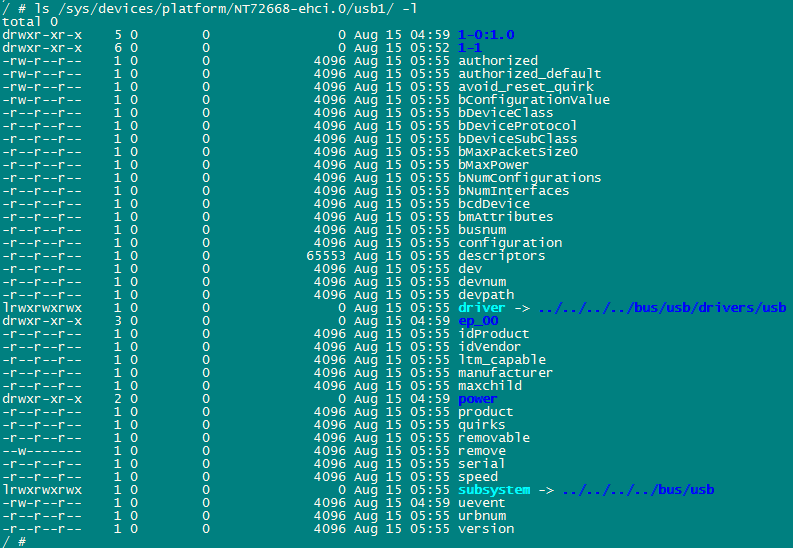 / # ls /sys/devices/platform/NT72668-ehci.0/usb1/ -l
total 0
drwxr-xr-x    5 0        0               0 Aug 15 04:59 1-0:1.0
drwxr-xr-x    6 0        0               0 Aug 15 05:52 1-1
-rw-r--r--    1 0        0            4096 Aug 15 05:55 authorized
-rw-r--r--    1 0        0            4096 Aug 15 05:55 authorized_default
-rw-r--r--    1 0        0            4096 Aug 15 05:55 avoid_reset_quirk
-rw-r--r--    1 0        0            4096 Aug 15 05:55 bConfigurationValue
-r--r--r--    1 0        0            4096 Aug 15 05:55 bDeviceClass
-r--r--r--    1 0        0            4096 Aug 15 05:55 bDeviceProtocol
-r--r--r--    1 0        0            4096 Aug 15 05:55 bDeviceSubClass
-r--r--r--    1 0        0            4096 Aug 15 05:55 bMaxPacketSize0
-r--r--r--    1 0        0            4096 Aug 15 05:55 bMaxPower
-r--r--r--    1 0        0            4096 Aug 15 05:55 bNumConfigurations
-r--r--r--    1 0        0            4096 Aug 15 05:55 bNumInterfaces
-r--r--r--    1 0        0            4096 Aug 15 05:55 bcdDevice
-r--r--r--    1 0        0            4096 Aug 15 05:55 bmAttributes
-r--r--r--    1 0        0            4096 Aug 15 05:55 busnum
-r--r--r--    1 0        0            4096 Aug 15 05:55 configuration
-r--r--r--    1 0        0           65553 Aug 15 05:55 descriptors
-r--r--r--    1 0        0            4096 Aug 15 05:55 dev
-r--r--r--    1 0        0            4096 Aug 15 05:55 devnum
-r--r--r--    1 0        0            4096 Aug 15 05:55 devpath
lrwxrwxrwx    1 0        0               0 Aug 15 05:55 driver -> ../../../../bus/usb/drivers/usb
drwxr-xr-x    3 0        0               0 Aug 15 04:59 ep_00
-r--r--r--    1 0        0            4096 Aug 15 05:55 idProduct
-r--r--r--    1 0        0            4096 Aug 15 05:55 idVendor
-r--r--r--    1 0        0            4096 Aug 15 05:55 ltm_capable
-r--r--r--    1 0        0            4096 Aug 15 05:55 manufacturer
-r--r--r--    1 0        0            4096 Aug 15 05:55 maxchild
drwxr-xr-x    2 0        0               0 Aug 15 04:59 power
-r--r--r--    1 0        0            4096 Aug 15 05:55 product
-r--r--r--    1 0        0            4096 Aug 15 05:55 quirks
-r--r--r--    1 0        0            4096 Aug 15 05:55 removable
--w-------    1 0        0            4096 Aug 15 05:55 remove
-r--r--r--    1 0        0            4096 Aug 15 05:55 serial
-r--r--r--    1 0        0            4096 Aug 15 05:55 speed
lrwxrwxrwx    1 0        0               0 Aug 15 05:55 subsystem -> ../../../../bus/usb
-rw-r--r--    1 0        0            4096 Aug 15 04:59 uevent
-r--r--r--    1 0        0            4096 Aug 15 05:55 urbnum
-r--r--r--    1 0        0            4096 Aug 15 05:55 version
/ #